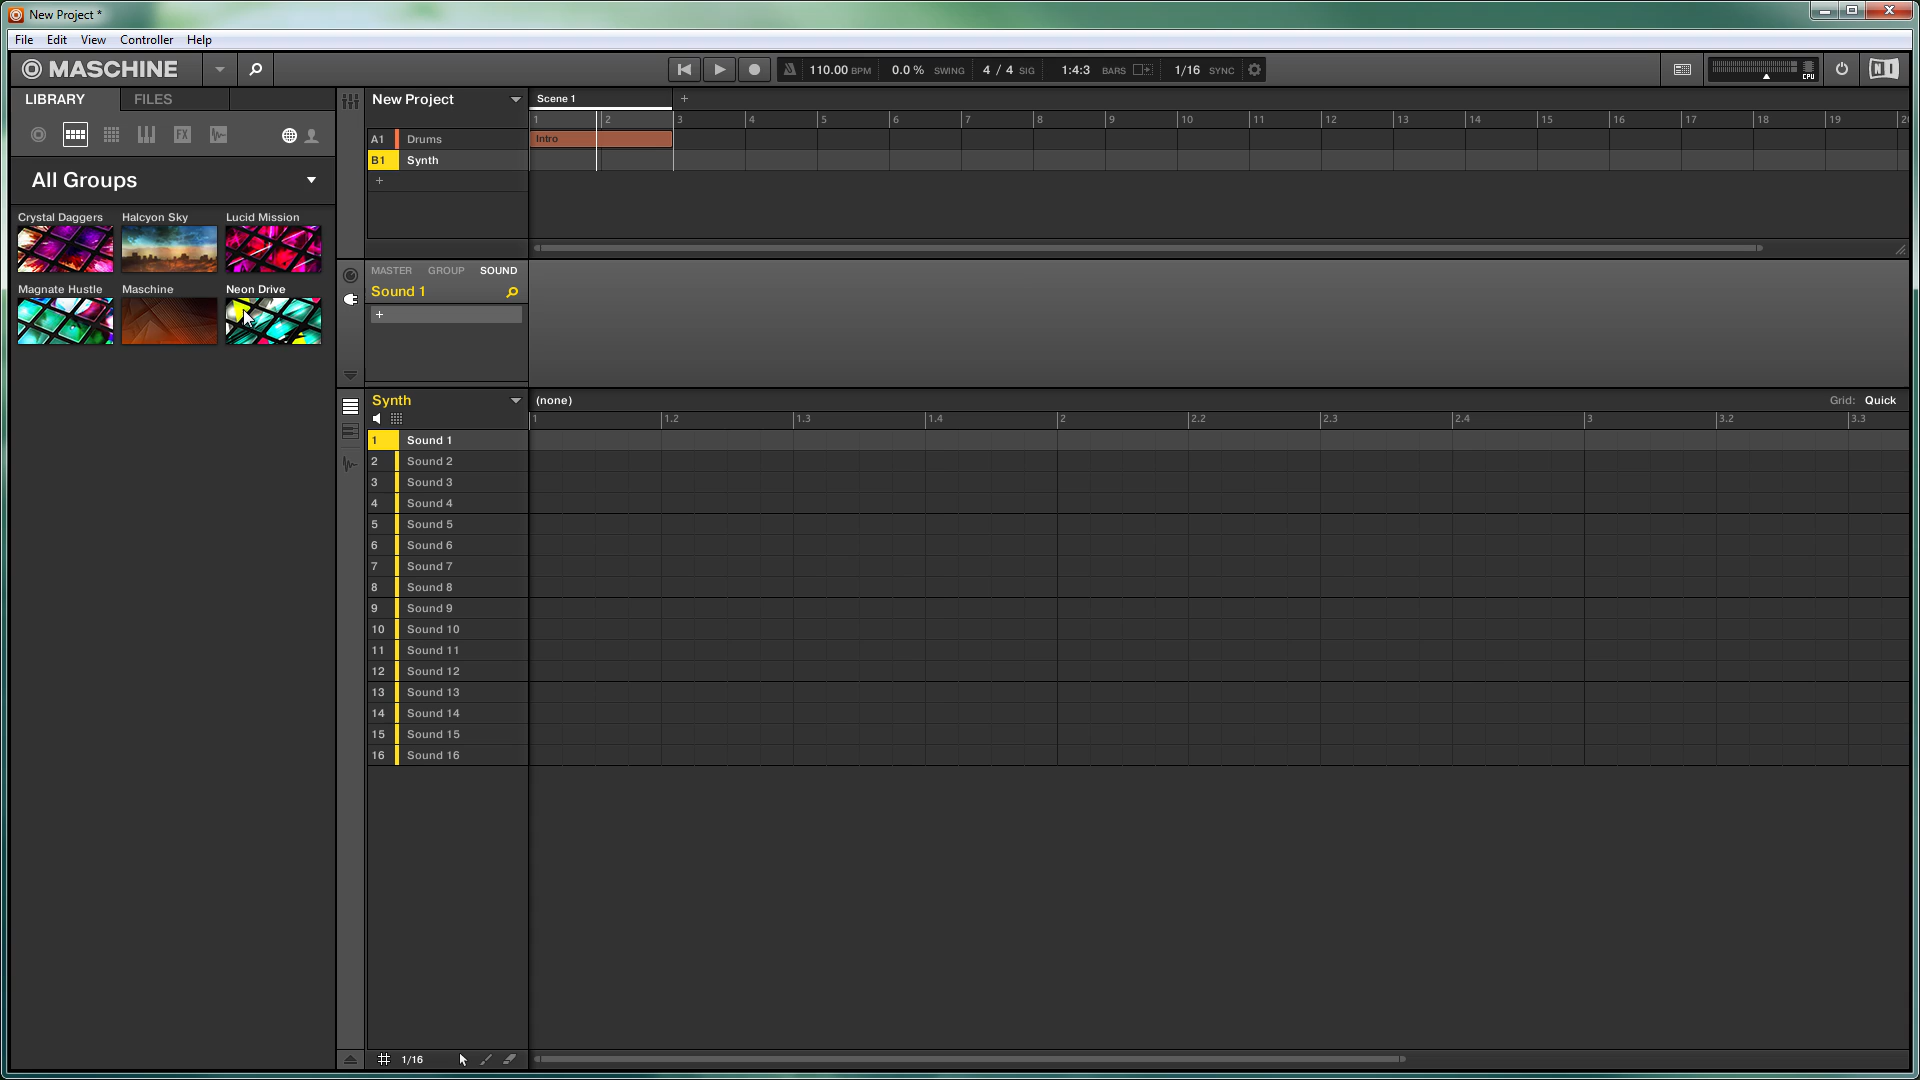 New Project *
File Edit View Controller Help
MASCHINE
110.00 BPM 0.0 % SWING 4 / 4 SIG 1:4:3 BARS 1/16 SYNC
CPU
NI
LIBRARY FILES
New Project
Scene 1 +
1 2 3 4 5 6 7 8 9 10 11 12 13 14 15 16 17 18 19 20
FX
A1 Drums
Intro
B1 Synth
+
All Groups
Crystal Daggers Halcyon Sky Lucid Mission
Magnate Hustle Maschine Neon Drive
MASTER GROUP SOUND
Sound 1
+
Synth
(none)
Grid: Quick
1 1.2 1.3 1.4 2 2.2 2.3 2.4 3 3.2 3.3
1 Sound 1
2 Sound 2
3 Sound 3
4 Sound 4
5 Sound 5
6 Sound 6
7 Sound 7
8 Sound 8
9 Sound 9
10 Sound 10
11 Sound 11
12 Sound 12
13 Sound 13
14 Sound 14
15 Sound 15
16 Sound 16
1/16